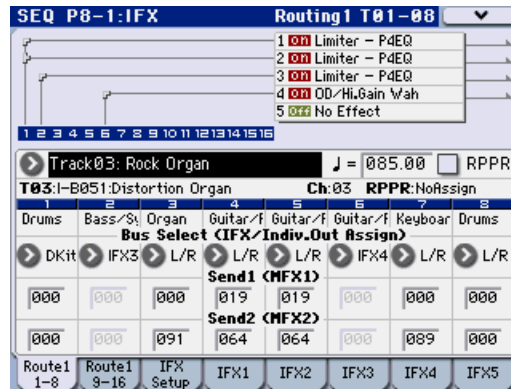 SEQ P8-1:IFX Routing1 T01-08
1 On Limiter - P4EQ
2 On Limiter - P4EQ
3 On Limiter - P4EQ
4 On OD/Hi.Gain Wah
5 Off No Effect
1 2 3 4 5 6 7 8 9 10 11 12 13 14 15 16
Track03: Rock Organ ♩ = 085.00 RPPR
T03:I-B051:Distortion Organ Ch:03 RPPR:NoAssign
1 2 3 4 5 6 7 8
Drums Bass/Sy Organ Guitar/F Guitar/F Guitar/F Keyboar Drums
Bus Select (IFX/Indiv.Out Assign)
DKit IFX3 L/R L/R L/R IFX4 L/R L/R
Send1 (MFX1)
000 000 000 019 019 000 000 000
Send2 (MFX2)
000 000 091 064 064 000 089 000
Route1 1-8 Route1 9-16 IFX Setup IFX1 IFX2 IFX3 IFX4 IFX5